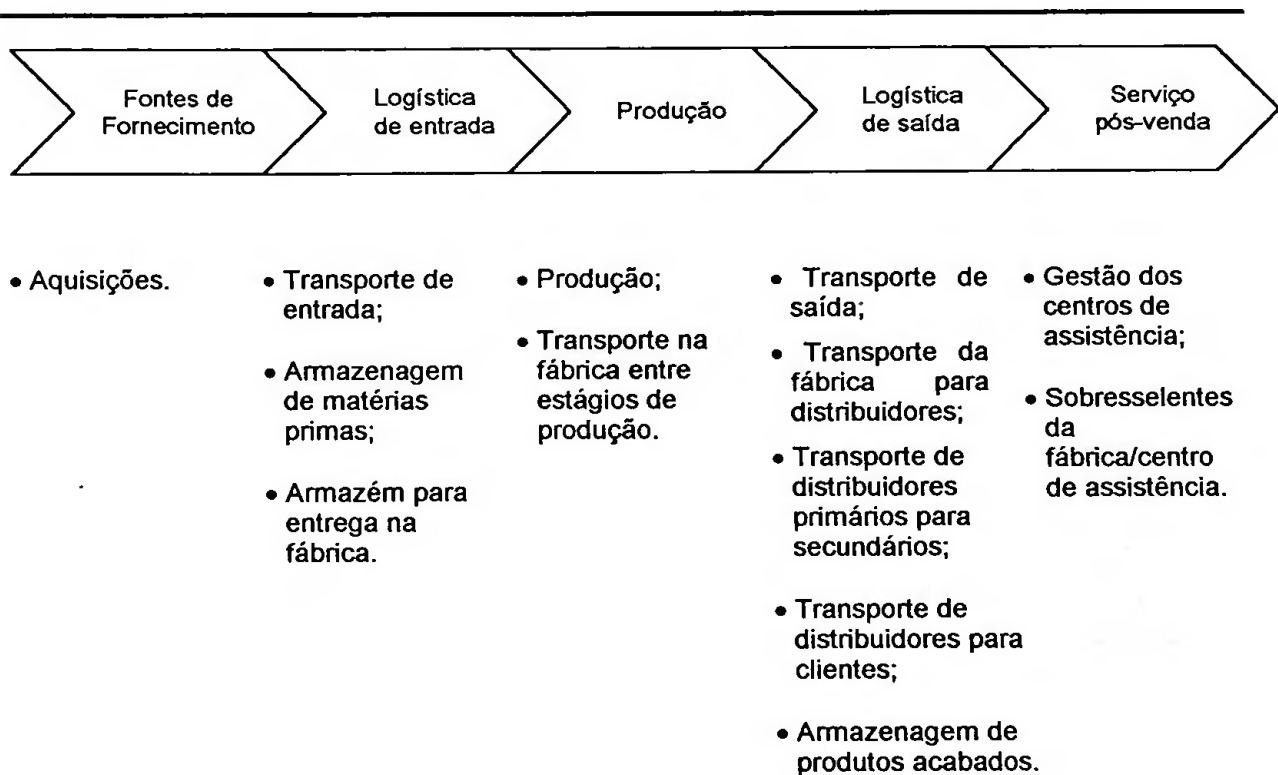 Fontes de
Fornecimento
Logística
de entrada
Produção
Logística
de saída
Serviço
pós-venda
• Aquisições.
• Transporte de
entrada;
• Armazenagem
de matérias
primas;
• Armazém para
entrega na
fábrica.
• Produção;
• Transporte na
fábrica entre
estágios de
produção.
• Transporte de
saída;
• Transporte da
fábrica para
distribuidores;
• Transporte de
distribuidores
primários para
secundários;
• Transporte de
distribuidores para
clientes;
• Armazenagem de
produtos acabados.
• Gestão dos
centros de
assistência;
• Sobresselentes
da
fábrica/centro
de assistência.